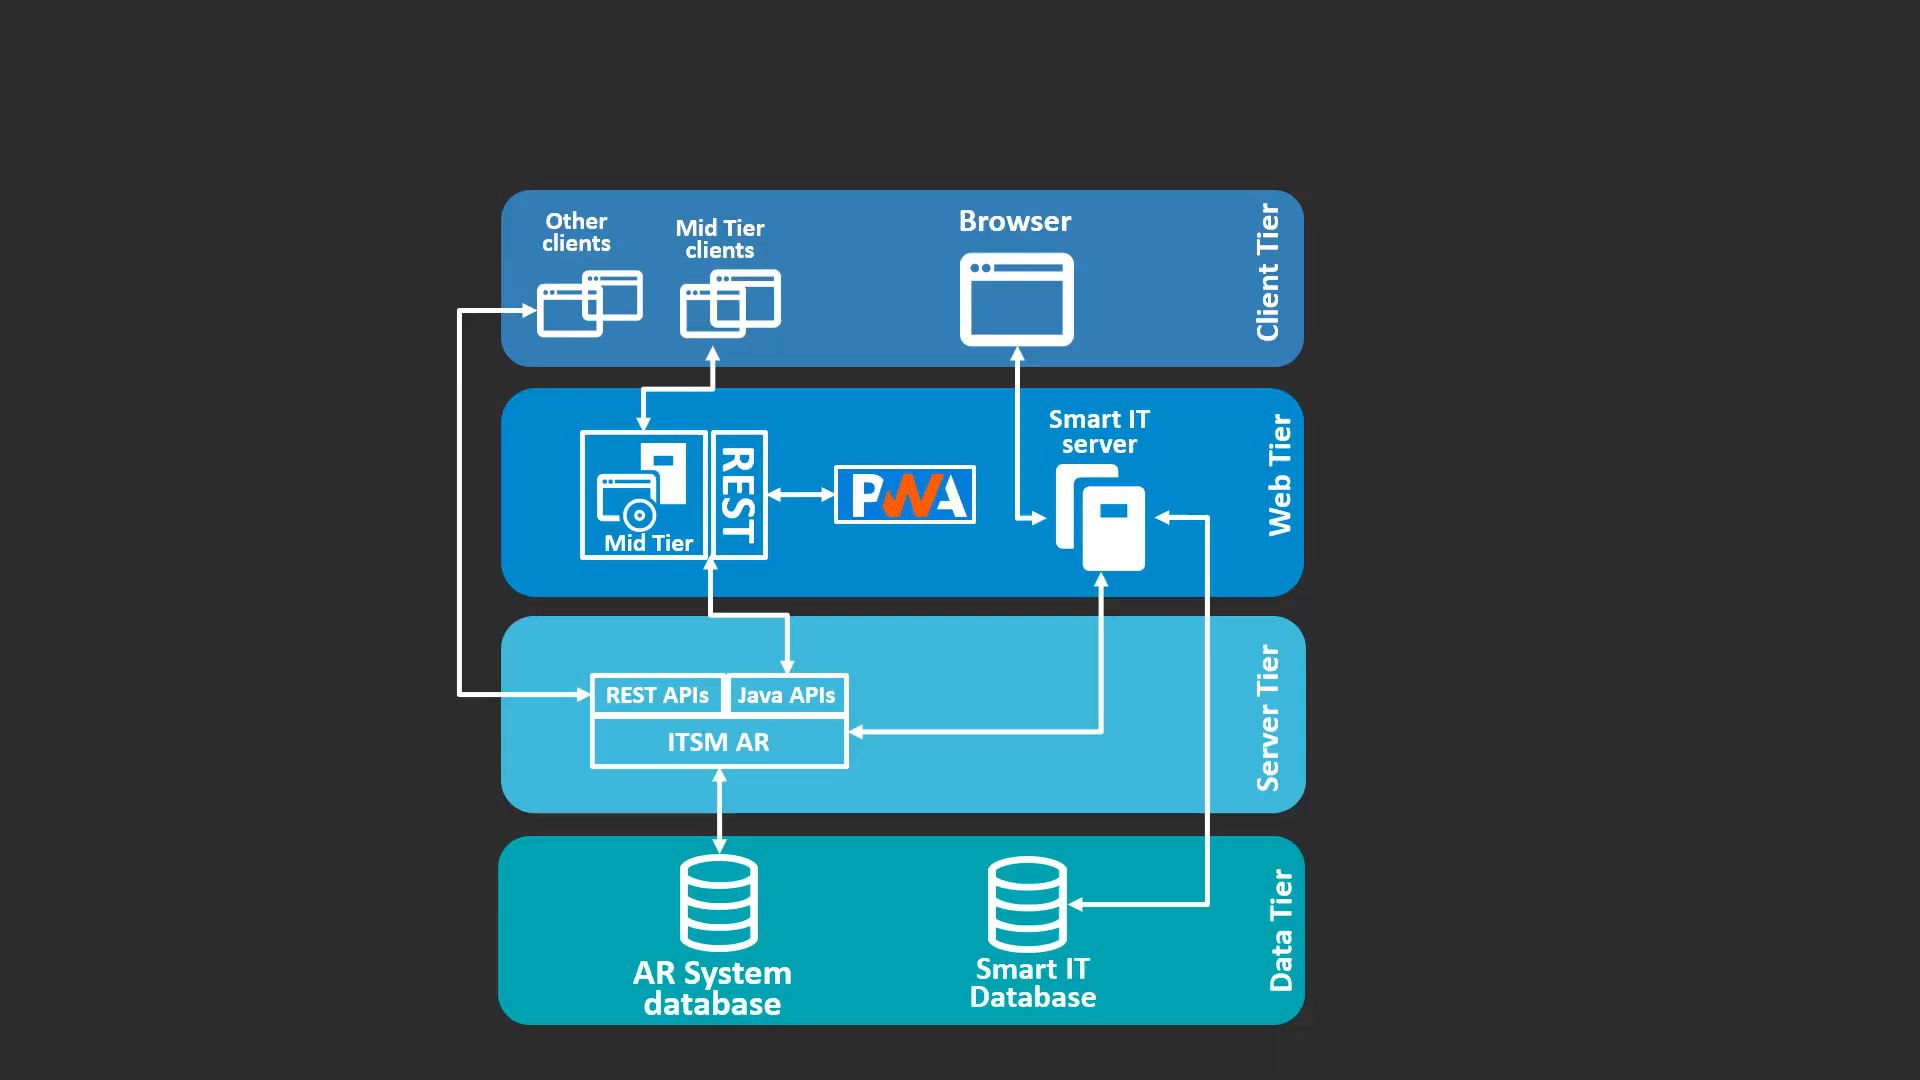 Other
clients
Mid Tier
clients
Browser
Client Tier
Mid Tier
REST
PWA
Smart IT
server
Web Tier
REST APIs
Java APIs
ITSM AR
Server Tier
AR System
database
Smart IT
Database
Data Tier